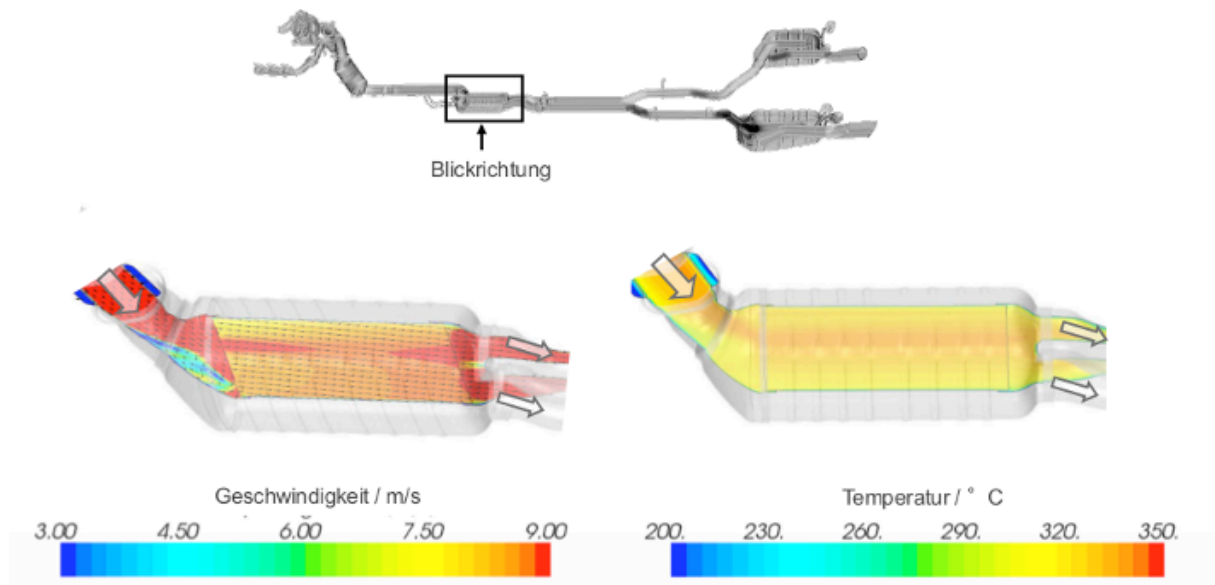 Blickrichtung
Geschwindigkeit / m/s
Temperatur / ° C
3.00 4.50 6.00 7.50 9.00
200. 230. 260. 290. 320. 350.